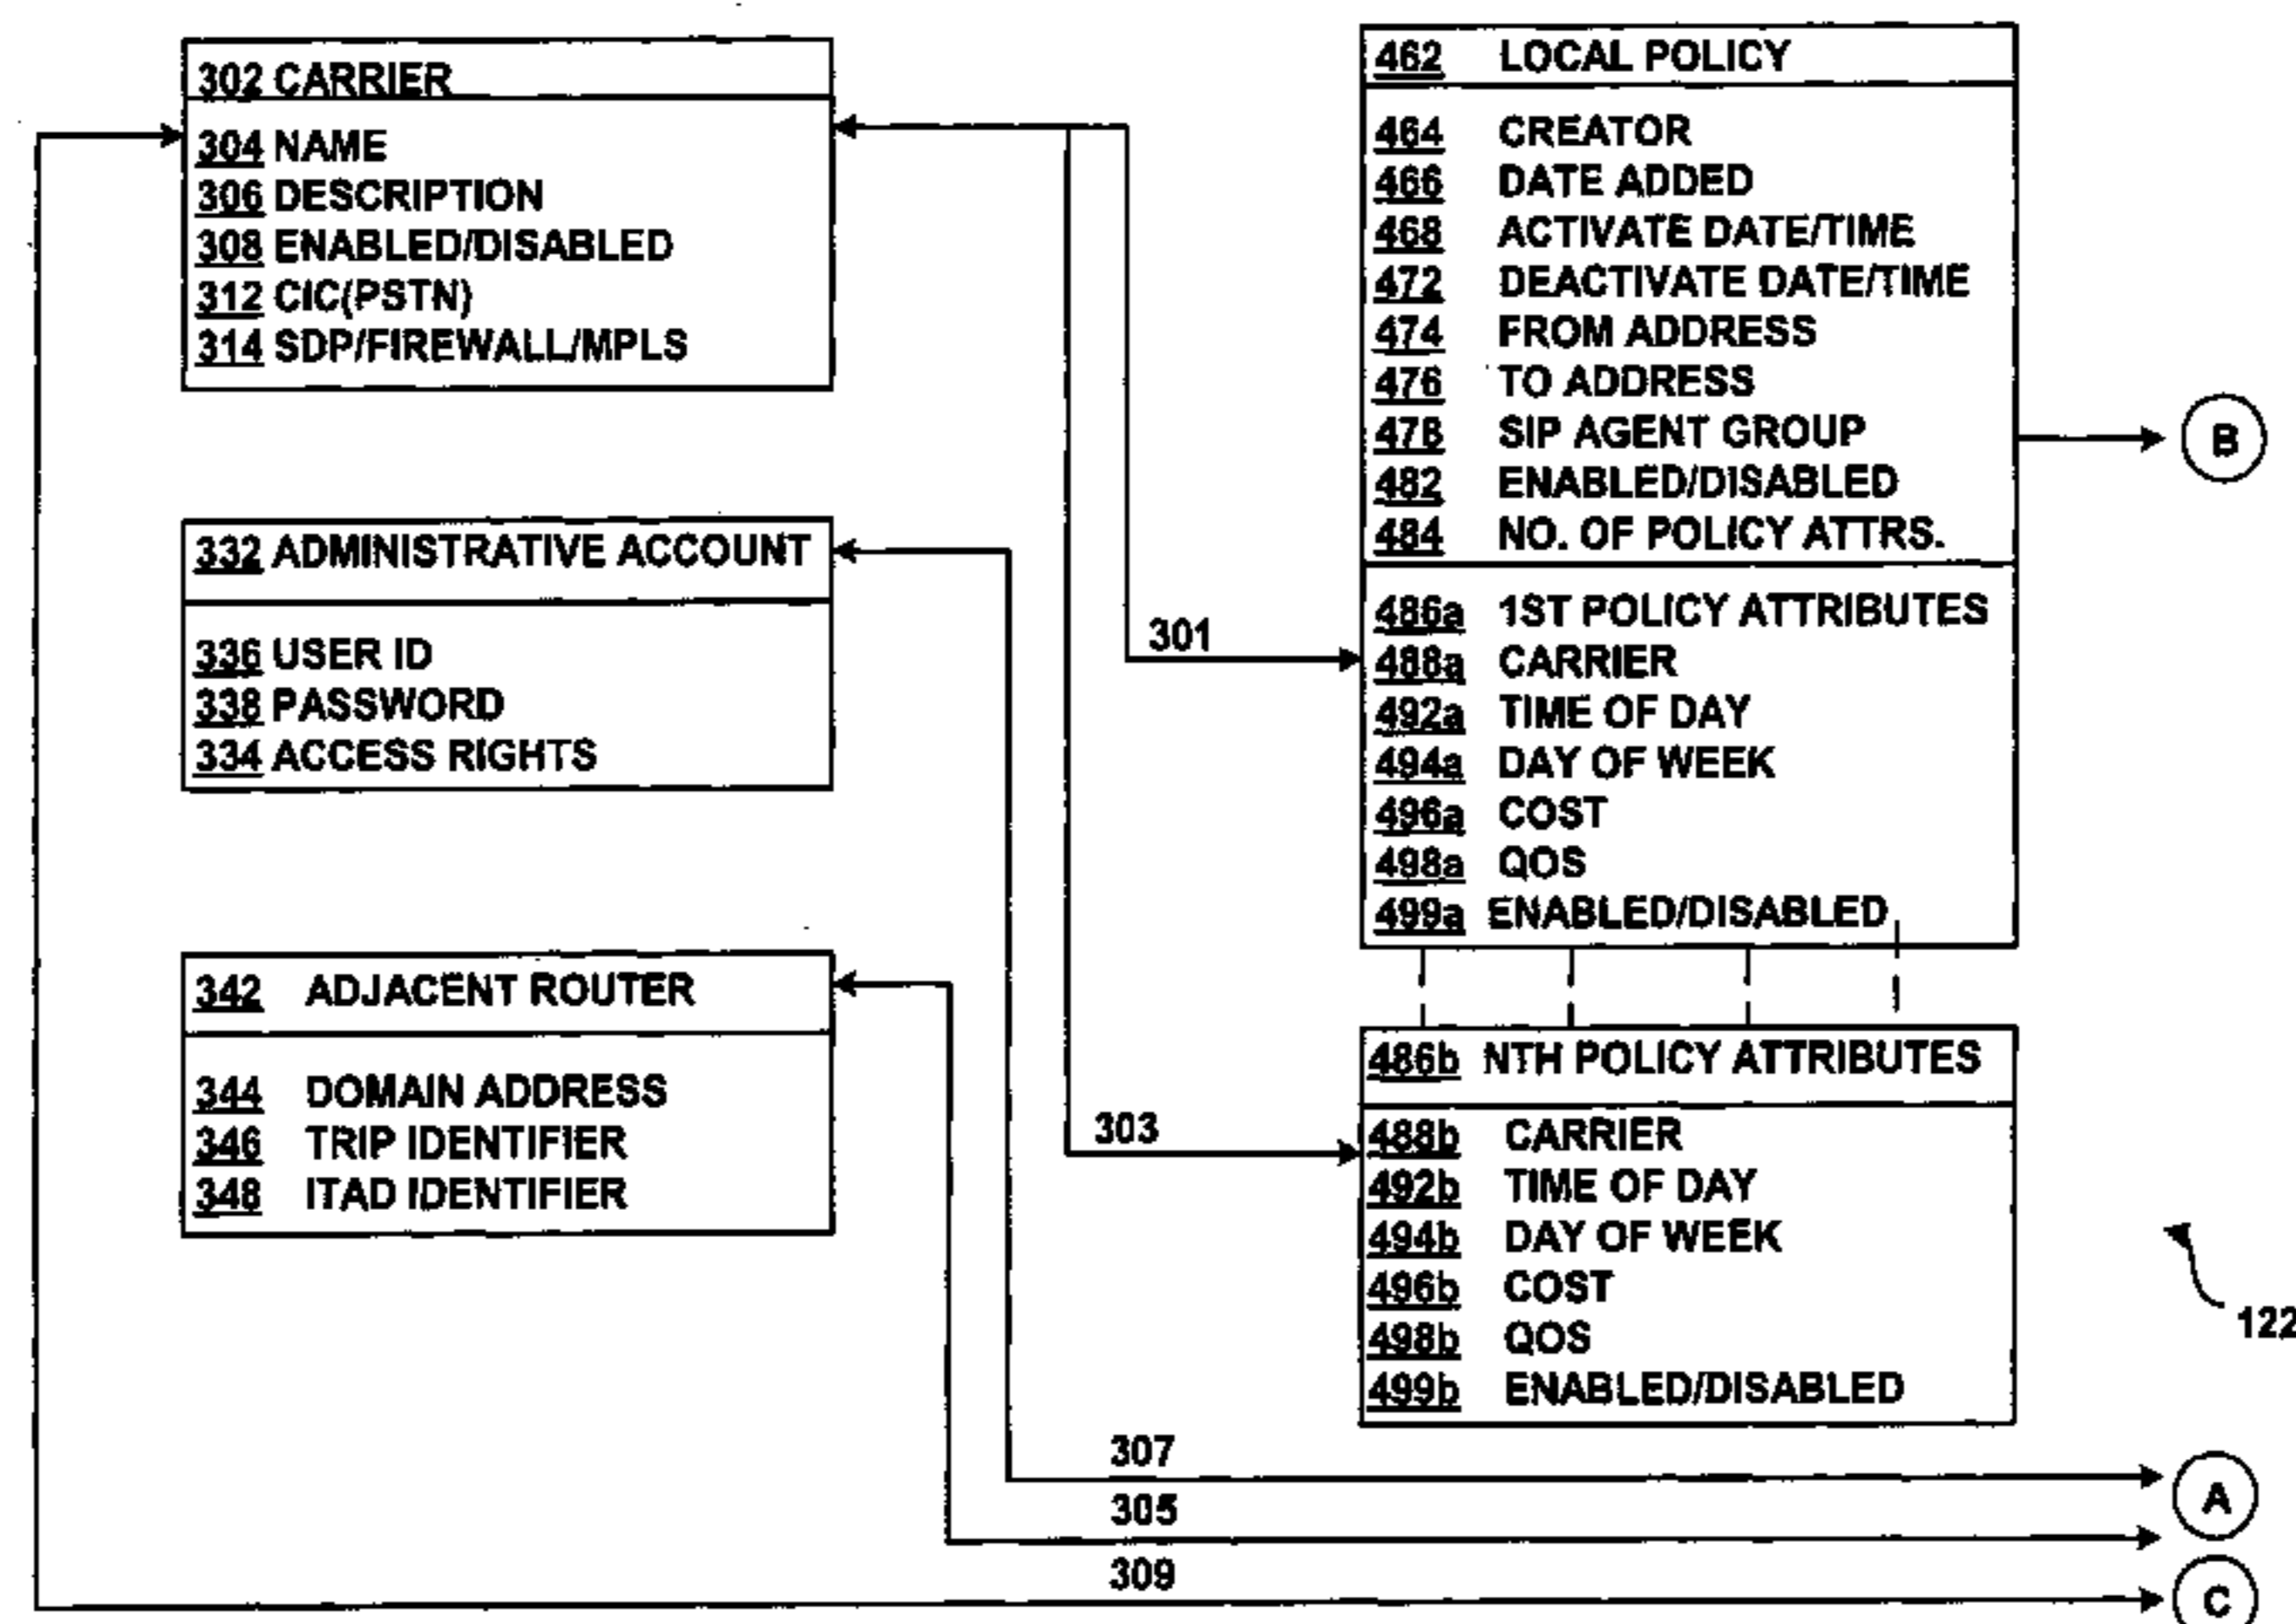 302 CARRIER
304 NAME
306 DESCRIPTION
308 ENABLED/DISABLED
312 CIC(PSTN)
314 SDP/FIREWALL/MPLS
332 ADMINISTRATIVE ACCOUNT
336 USER ID
338 PASSWORD
334 ACCESS RIGHTS
342 ADJACENT ROUTER
344 DOMAIN ADDRESS
346 TRIP IDENTIFIER
348 ITAD IDENTIFIER
301
303
462 LOCAL POLICY
464 CREATOR
466 DATE ADDED
468 ACTIVATE DATE/TIME
472 DEACTIVATE DATE/TIME
474 FROM ADDRESS
476 TO ADDRESS
478 SIP AGENT GROUP
482 ENABLED/DISABLED
484 NO. OF POLICY ATTRS.
486a 1ST POLICY ATTRIBUTES
488a CARRIER
492a TIME OF DAY
494a DAY OF WEEK
496a COST
498a QOS
499a ENABLED/DISABLED
486b NTH POLICY ATTRIBUTES
488b CARRIER
492b TIME OF DAY
494b DAY OF WEEK
496b COST
498b QOS
499b ENABLED/DISABLED
B
122
307
305
309
A
C